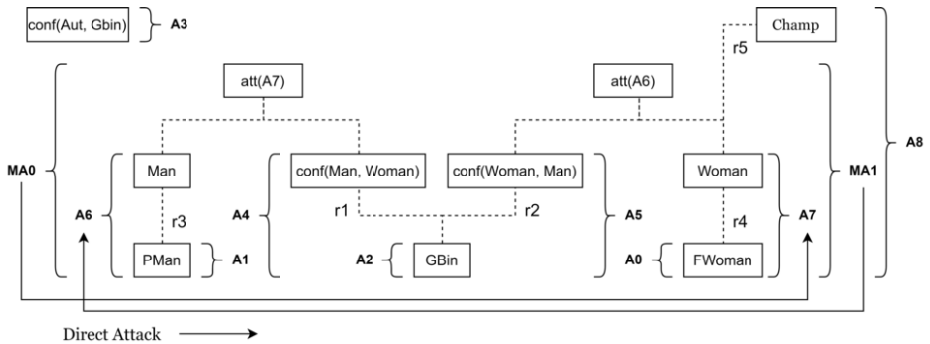 conf(Aut, Gbin) A3 Champ
r5
att(A7) att(A6)
A8
MA0 Man conf(Man, Woman) conf(Woman, Man) Woman MA1
A6 r3 A4 r1 r2 A5 r4 A7
PMan A1 A2 GBin A0 FWoman
Direct Attack